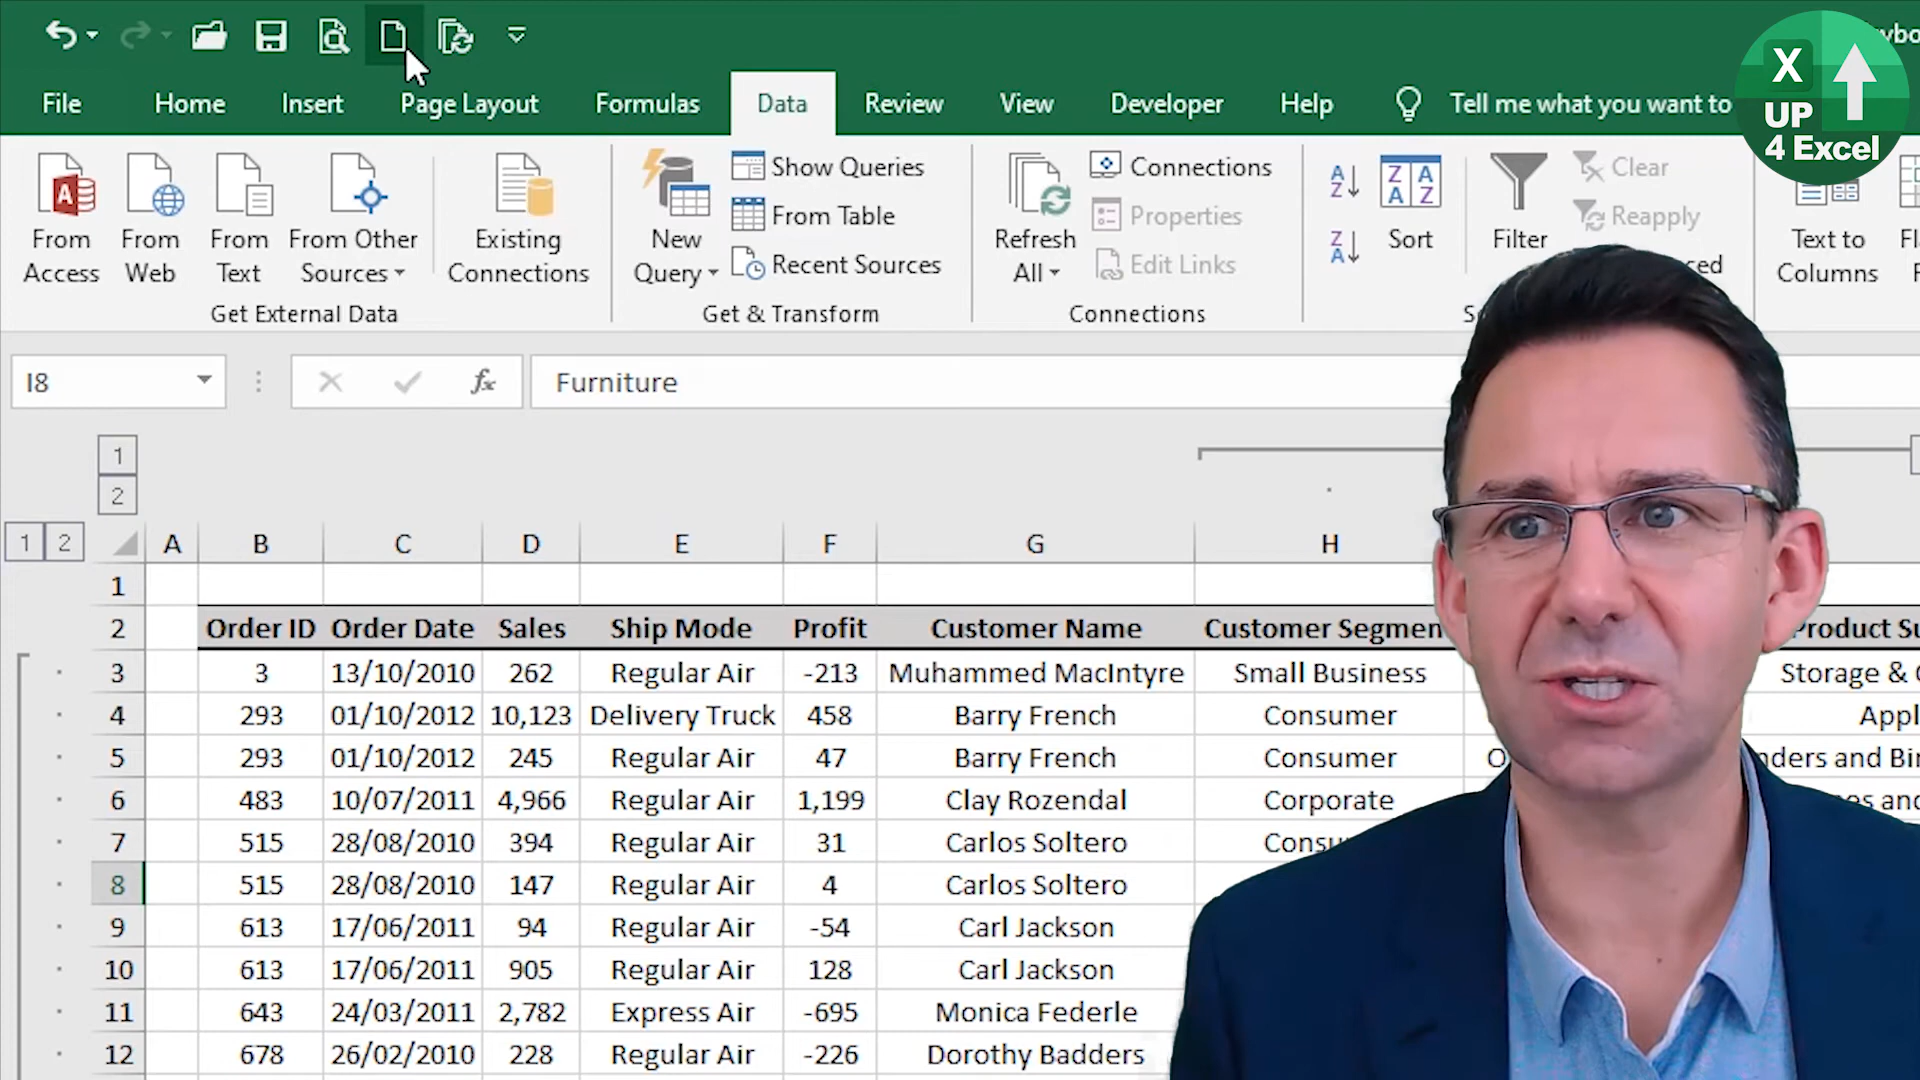 X
UP
4 Excel
File Home Insert Page Layout Formulas Data Review View Developer Help Tell me what you want to
From Access
From Web
From Text
From Other Sources
Existing Connections
Get External Data
New Query
Show Queries
From Table
Recent Sources
Get & Transform
Refresh All
Connections
Properties
Edit Links
Connections
A Z
Z A
Z A A Z
Sort
Filter
Clear
Reapply
Text to Columns
I8 fx Furniture
1
2
1 2 A B C D E F G H
1
2 Order ID Order Date Sales Ship Mode Profit Customer Name Customer Segmen Product Su
3 3 13/10/2010 262 Regular Air -213 Muhammed MacIntyre Small Business Storage &
4 293 01/10/2012 10,123 Delivery Truck 458 Barry French Consumer Appl
5 293 01/10/2012 245 Regular Air 47 Barry French Consumer O nders and Bin
6 483 10/07/2011 4,966 Regular Air 1,199 Clay Rozendal Corporate es and
7 515 28/08/2010 394 Regular Air 31 Carlos Soltero Consu
8 515 28/08/2010 147 Regular Air 4 Carlos Soltero
9 613 17/06/2011 94 Regular Air -54 Carl Jackson
10 613 17/06/2011 905 Regular Air 128 Carl Jackson
11 643 24/03/2011 2,782 Express Air -695 Monica Federle
12 678 26/02/2010 228 Regular Air -226 Dorothy Badders